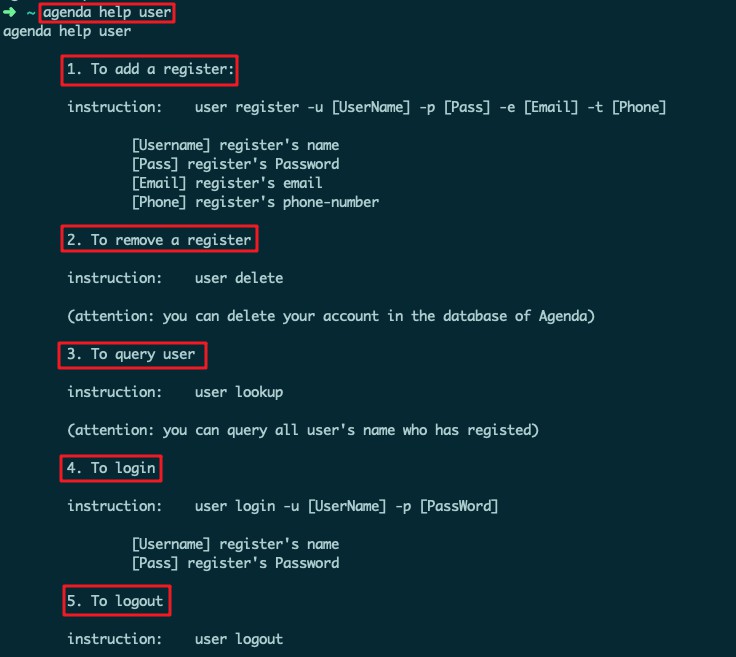 ➜ ~ agenda help user
agenda help user
1. To add a register:
instruction: user register -u [UserName] -p [Pass] -e [Email] -t [Phone]
[Username] register's name
[Pass] register's Password
[Email] register's email
[Phone] register's phone-number
2. To remove a register
instruction: user delete
(attention: you can delete your account in the database of Agenda)
3. To query user
instruction: user lookup
(attention: you can query all user's name who has registed)
4. To login
instruction: user login -u [UserName] -p [PassWord]
[Username] register's name
[Pass] register's Password
5. To logout
instruction: user logout